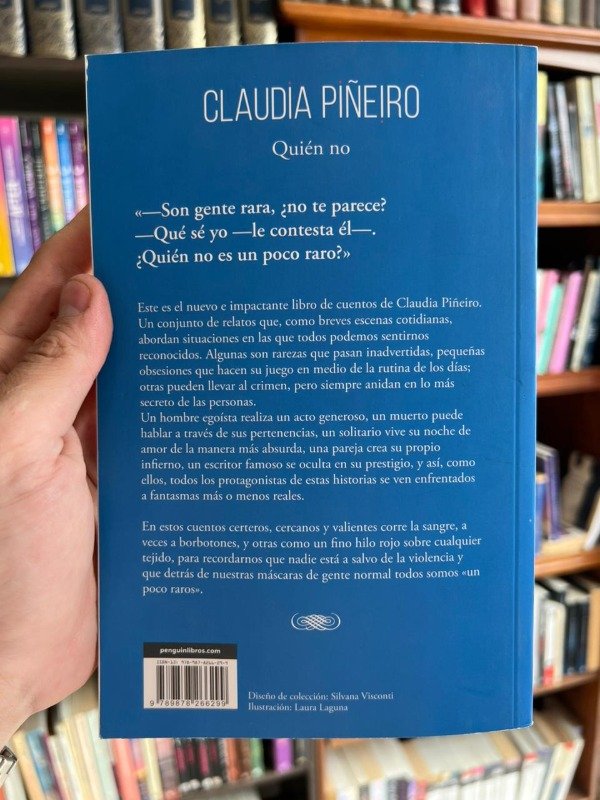 CLAUDIA PIÑEIRO
Quién no
«—Son gente rara, ¿no te parece?
—Qué sé yo —le contesta él—.
¿Quién no es un poco raro?»
Este es el nuevo e impactante libro de cuentos de Claudia Piñeiro.
Un conjunto de relatos que, como breves escenas cotidianas,
abordan situaciones en las que todos podemos sentirnos
reconocidos. Algunas son rarezas que pasan inadvertidas, pequeñas
obsesiones que hacen su juego en medio de la rutina de los días;
otras pueden llevar al crimen, pero siempre anidan en lo más
secreto de las personas.
Un hombre egoísta realiza un acto generoso, un muerto puede
hablar a través de sus pertenencias, un solitario vive su noche de
amor de la manera más absurda, una pareja crea su propio
infierno, un escritor famoso se oculta en su prestigio, y así, como
ellos, todos los protagonistas de estas historias se ven enfrentados
a fantasmas más o menos reales.
En estos cuentos certeros, cercanos y valientes corre la sangre, a
veces a borbotones, y otras como un fino hilo rojo sobre cualquier
tejido, para recordarnos que nadie está a salvo de la violencia y
que detrás de nuestras máscaras de gente normal todos somos «un
poco raros».
penguinlibros.com
ISBN-13: 978-987-8266-29-9
9789878266299
Diseño de colección: Silvana Visconti
Ilustración: Laura Laguna